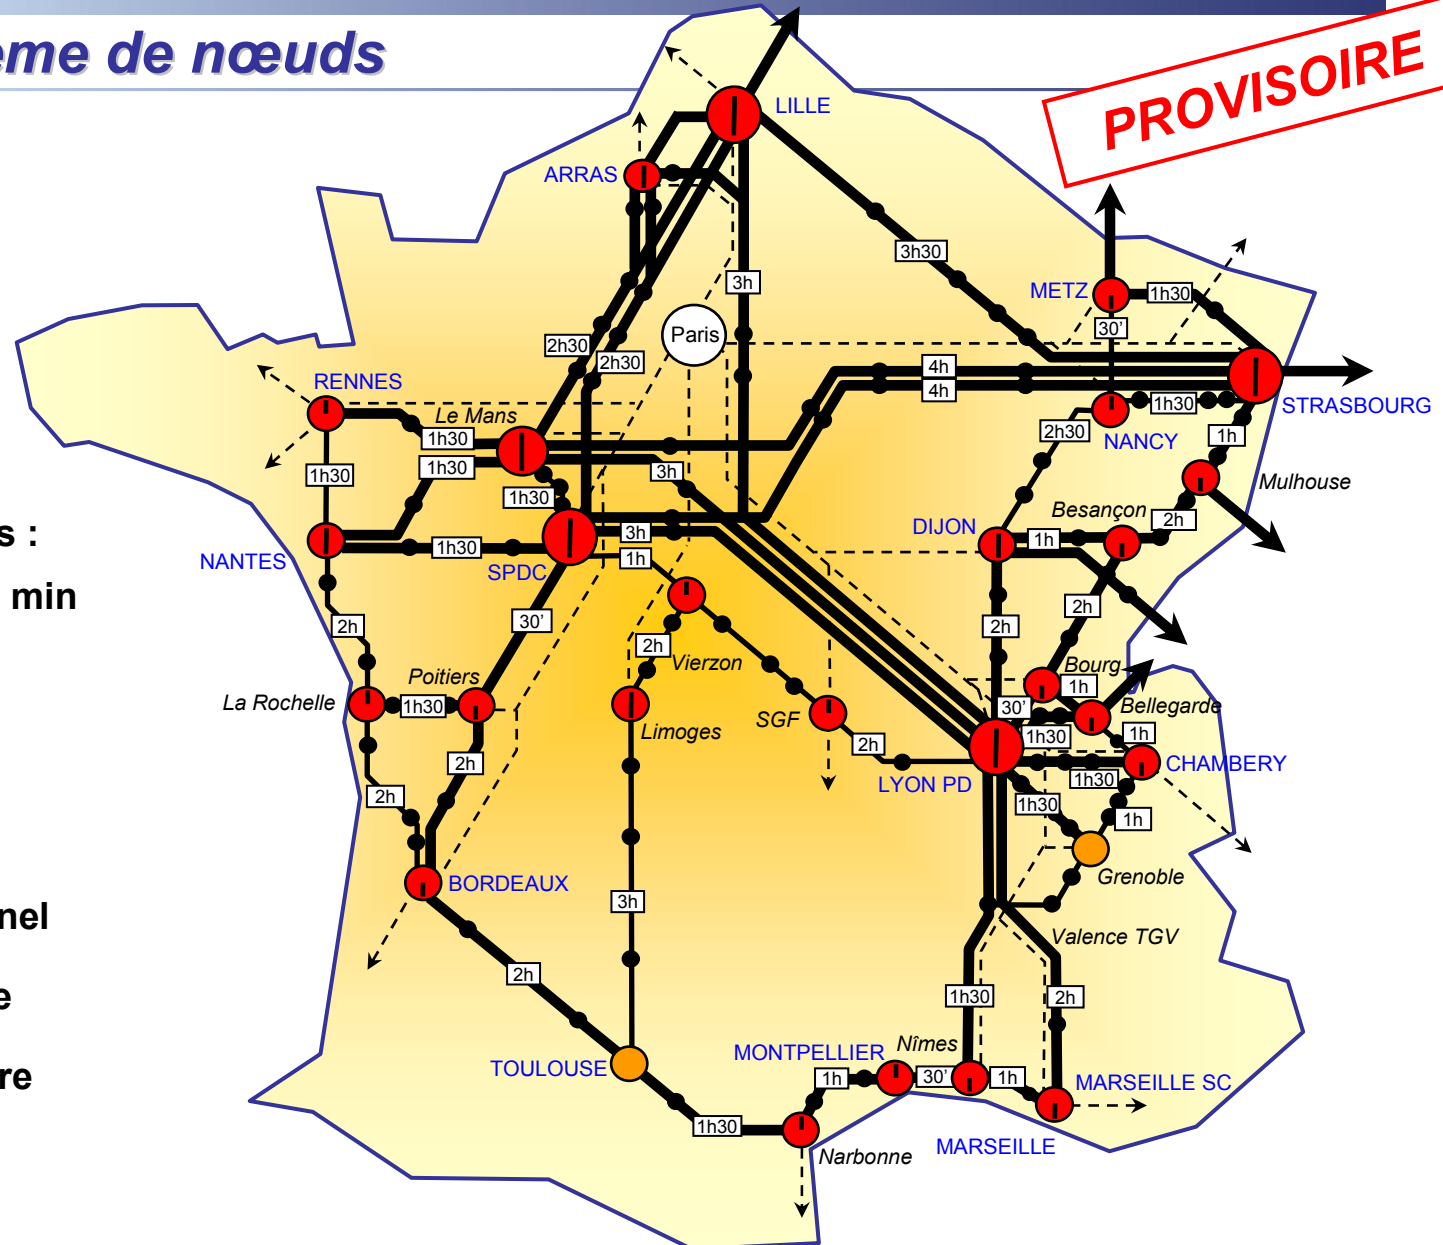 ème de nœuds
PROVISOIRE
LILLE
ARRAS
3h30
3h
METZ
1h30
30'
Paris
2h30
2h30
4h
4h
RENNES
Le Mans
STRASBOURG
1h30
NANCY
2h30
1h
1h30
1h30
1h30
3h
Mulhouse
1h30
Besançon
2h
s :
NANTES
1h30
SPDC
3h
1h
DIJON
1h
min
2h
30'
2h
2h
2h
Vierzon
Bourg
La Rochelle
Poitiers
1h30
Limoges
SGF
1h
Bellegarde
30'
1h30
1h
2h
2h
LYON PD
CHAMBERY
1h30
2h
1h30
1h
BORDEAUX
Grenoble
nel
3h
Valence TGV
e
2h
1h30
2h
TOULOUSE
MONTPELLIER
Nîmes
re
1h
30'
1h
MARSEILLE SC
1h30
Narbonne
MARSEILLE